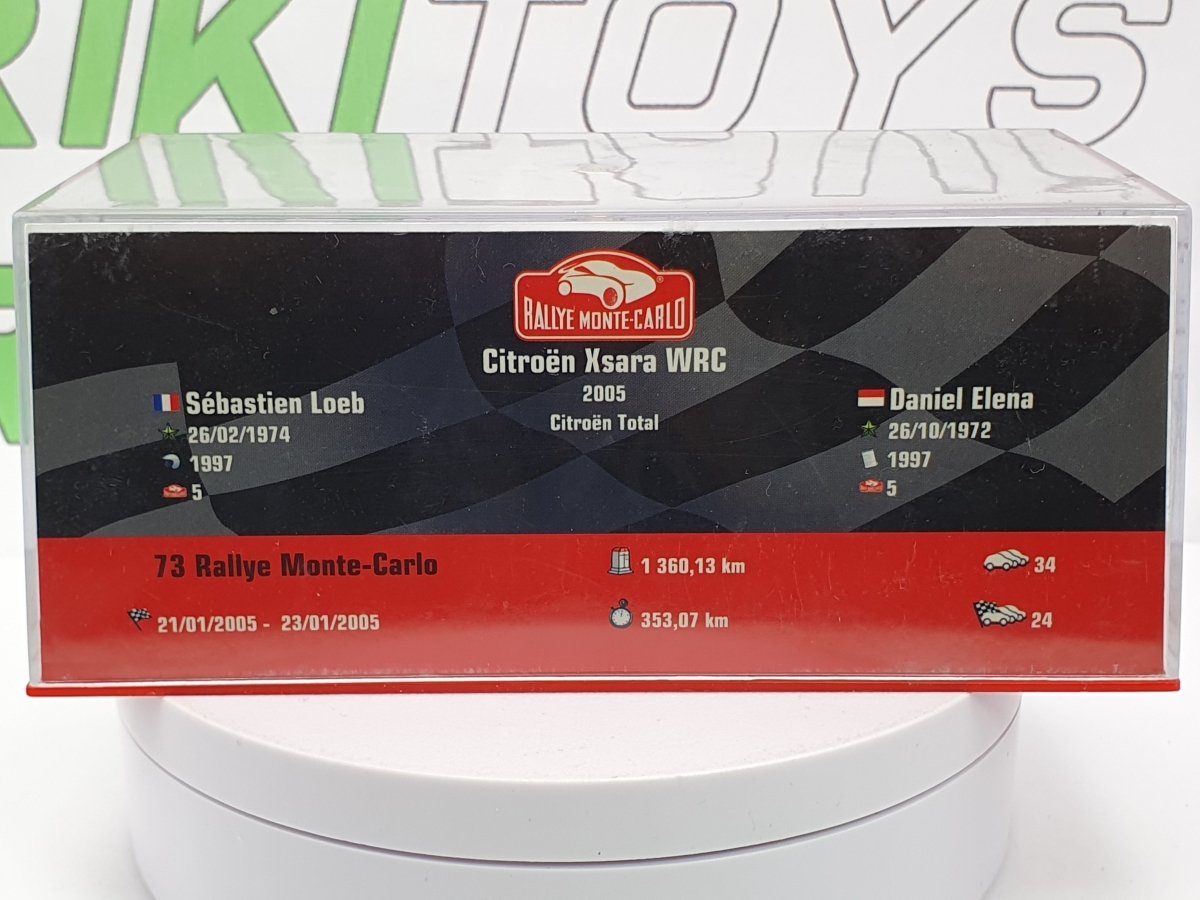 RIKITOYS
RALLYE MONTE-CARLO
Citroën Xsara WRC
2005
Citroën Total
Sébastien Loeb
26/02/1974
1997
5
Daniel Elena
26/10/1972
1997
5
73 Rallye Monte-Carlo
21/01/2005 - 23/01/2005
1 360,13 km
353,07 km
34
24